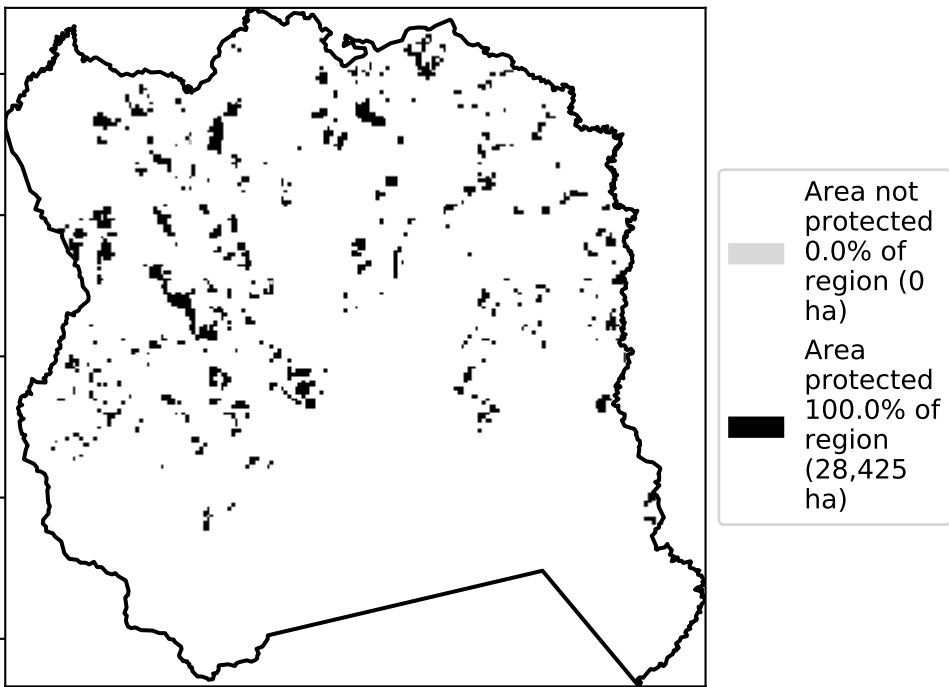 Area not
protected
0.0% of
region (0
ha)
Area
protected
100.0% of
region
(28,425
ha)